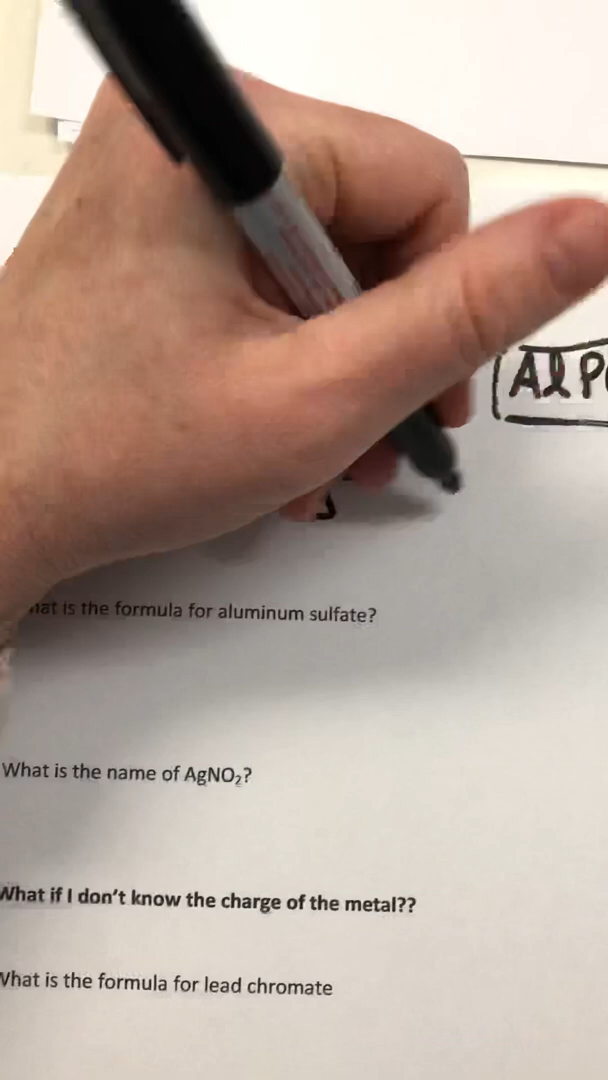 Al P
is the formula for aluminum sulfate?
What is the name of AgNO₂?
What if I don't know the charge of the metal??
What is the formula for lead chromate